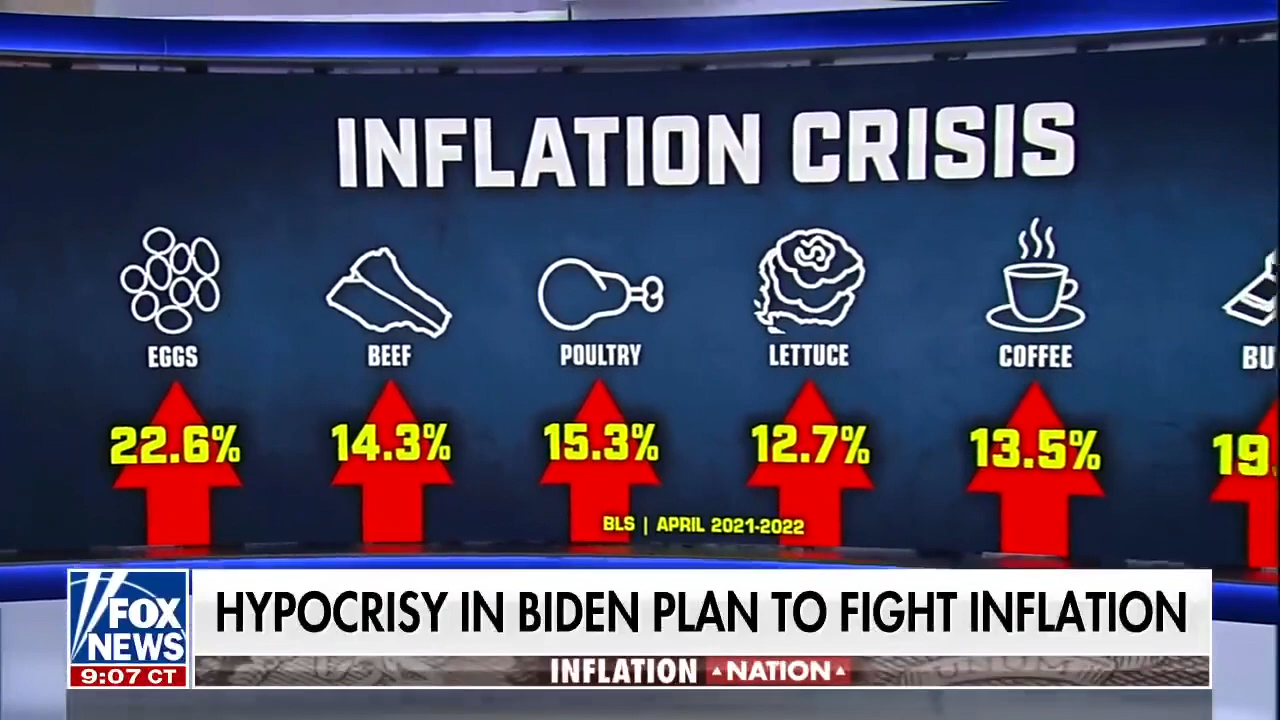 INFLATION CRISIS
EGGS
BEEF
POULTRY
LETTUCE
COFFEE
22.6%
14.3%
15.3%
12.7%
13.5%
BLS | APRIL 2021-2022
FOX
NEWS
9:07 CT
HYPOCRISY IN BIDEN PLAN TO FIGHT INFLATION
INFLATION NATION